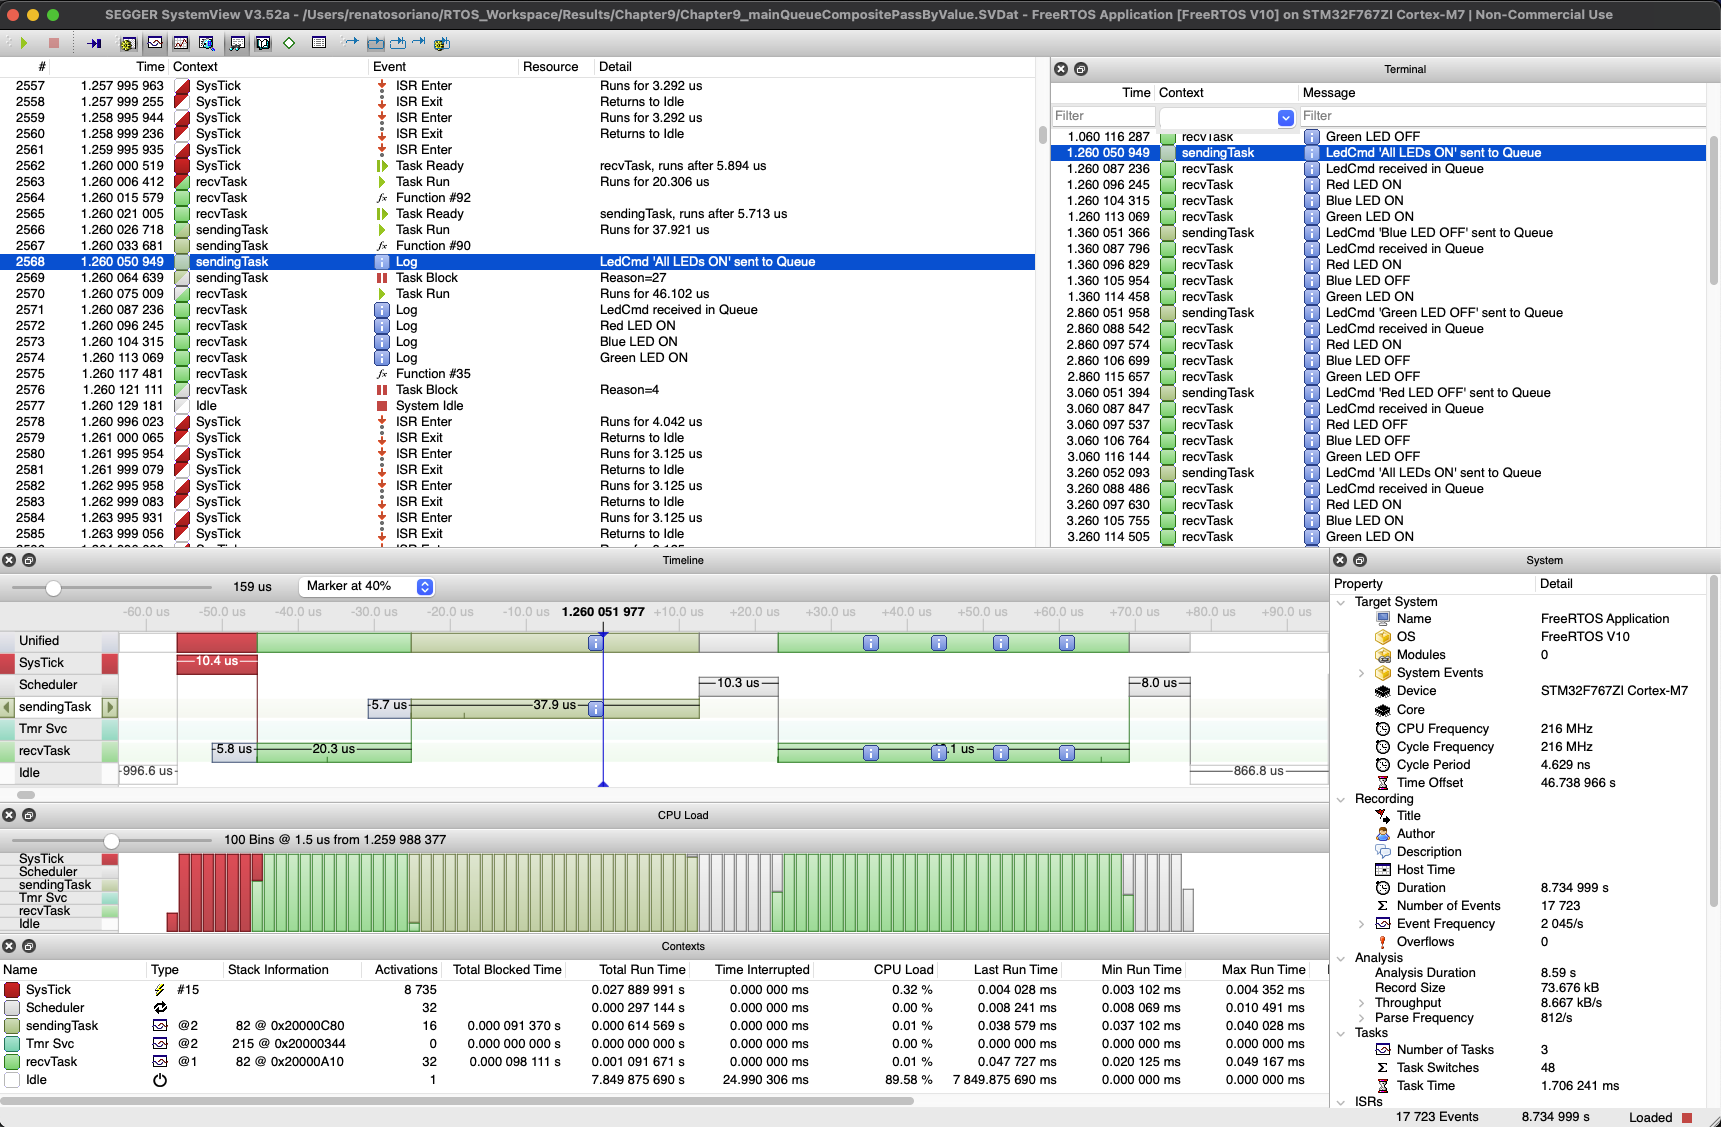 SEGGER SystemView V3.52a - /Users/renatosoriano/RTOS_Workspace/Results/Chapter9/Chapter9_mainQueueCompositePassByValue.SVDat - FreeRTOS Application [FreeRTOS V10] on STM32F767ZI Cortex-M7 | Non-Commercial Use
# Time Context Event Resource Detail
2557 1.257 995 963 SysTick ISR Enter Runs for 3.292 us
2558 1.257 999 255 SysTick ISR Exit Returns to Idle
2559 1.258 995 944 SysTick ISR Enter Runs for 3.292 us
2560 1.258 999 236 SysTick ISR Exit Returns to Idle
2561 1.259 995 935 SysTick ISR Enter
2562 1.260 000 519 SysTick Task Ready recvTask, runs after 5.894 us
2563 1.260 006 412 recvTask Task Run Runs for 20.306 us
2564 1.260 015 579 recvTask fx Function #92
2565 1.260 021 005 recvTask Task Ready sendingTask, runs after 5.713 us
2566 1.260 026 718 sendingTask Task Run Runs for 37.921 us
2567 1.260 033 681 sendingTask fx Function #90
2568 1.260 050 949 sendingTask Log LedCmd 'All LEDs ON' sent to Queue
2569 1.260 064 639 sendingTask Task Block Reason=27
2570 1.260 075 009 recvTask Task Run Runs for 46.102 us
2571 1.260 087 236 recvTask Log LedCmd received in Queue
2572 1.260 096 245 recvTask Log Red LED ON
2573 1.260 104 315 recvTask Log Blue LED ON
2574 1.260 113 069 recvTask Log Green LED ON
2575 1.260 117 481 recvTask fx Function #35
2576 1.260 121 111 recvTask Task Block Reason=4
2577 1.260 129 181 Idle System Idle
2578 1.260 996 023 SysTick ISR Enter Runs for 4.042 us
2579 1.261 000 065 SysTick ISR Exit Returns to Idle
2580 1.261 995 954 SysTick ISR Enter Runs for 3.125 us
2581 1.261 999 079 SysTick ISR Exit Returns to Idle
2582 1.262 995 958 SysTick ISR Enter Runs for 3.125 us
2583 1.262 999 083 SysTick ISR Exit Returns to Idle
2584 1.263 995 931 SysTick ISR Enter Runs for 3.125 us
2585 1.263 999 056 SysTick ISR Exit Returns to Idle
Terminal
Time Context Message
Filter Filter
1.060 116 287 recvTask Green LED OFF
1.260 050 949 sendingTask LedCmd 'All LEDs ON' sent to Queue
1.260 087 236 recvTask LedCmd received in Queue
1.260 096 245 recvTask Red LED ON
1.260 104 315 recvTask Blue LED ON
1.260 113 069 recvTask Green LED ON
1.360 051 366 sendingTask LedCmd 'Blue LED OFF' sent to Queue
1.360 087 796 recvTask LedCmd received in Queue
1.360 096 829 recvTask Red LED ON
1.360 105 954 recvTask Blue LED OFF
1.360 114 458 recvTask Green LED ON
2.860 051 958 sendingTask LedCmd 'Green LED OFF' sent to Queue
2.860 088 542 recvTask LedCmd received in Queue
2.860 097 574 recvTask Red LED ON
2.860 106 699 recvTask Blue LED OFF
2.860 115 657 recvTask Green LED OFF
3.060 051 394 sendingTask LedCmd 'Red LED OFF' sent to Queue
3.060 087 847 recvTask LedCmd received in Queue
3.060 097 537 recvTask Red LED OFF
3.060 106 764 recvTask Blue LED OFF
3.060 116 144 recvTask Green LED OFF
3.260 052 093 sendingTask LedCmd 'All LEDs ON' sent to Queue
3.260 088 486 recvTask LedCmd received in Queue
3.260 097 630 recvTask Red LED ON
3.260 105 755 recvTask Blue LED ON
3.260 114 505 recvTask Green LED ON
Timeline
159 us Marker at 40%
-60.0 us -50.0 us -40.0 us -30.0 us -20.0 us -10.0 us 1.260 051 977 +10.0 us +20.0 us +30.0 us +40.0 us +50.0 us +60.0 us +70.0 us +80.0 us +90.0 us
Unified
SysTick 10.4 us
Scheduler 10.3 us 8.0 us
sendingTask 5.7 us 37.9 us
Tmr Svc
recvTask 5.8 us 20.3 us .1 us
Idle 996.6 us 866.8 us
CPU Load
100 Bins @ 1.5 us from 1.259 988 377
SysTick
Scheduler
sendingTask
Tmr Svc
recvTask
Idle
Contexts
Name Type Stack Information Activations Total Blocked Time Total Run Time Time Interrupted CPU Load Last Run Time Min Run Time Max Run Time
SysTick #15 8 735 0.027 889 991 s 0.000 000 ms 0.32 % 0.004 028 ms 0.003 102 ms 0.004 352 ms
Scheduler 32 0.000 297 144 s 0.000 000 ms 0.00 % 0.008 241 ms 0.008 069 ms 0.010 491 ms
sendingTask @2 82 @ 0x20000C80 16 0.000 091 370 s 0.000 614 569 s 0.000 000 ms 0.01 % 0.038 579 ms 0.037 102 ms 0.040 028 ms
Tmr Svc @2 215 @ 0x20000344 0 0.000 000 000 s 0.000 000 000 s 0.000 000 ms 0.00 % 0.000 000 ms 0.000 000 ms 0.000 000 ms
recvTask @1 82 @ 0x20000A10 32 0.000 098 111 s 0.001 091 671 s 0.000 000 ms 0.01 % 0.047 727 ms 0.020 125 ms 0.049 167 ms
Idle 1 7.849 875 690 s 24.990 306 ms 89.58 % 7 849.875 690 ms 0.000 000 ms 0.000 000 ms
System
Property Detail
Target System
Name FreeRTOS Application
OS FreeRTOS V10
Modules 0
System Events
Device STM32F767ZI Cortex-M7
Core
CPU Frequency 216 MHz
Cycle Frequency 216 MHz
Cycle Period 4.629 ns
Time Offset 46.738 966 s
Recording
Title
Author
Description
Host Time
Duration 8.734 999 s
Number of Events 17 723
Event Frequency 2 045/s
Overflows 0
Analysis
Analysis Duration 8.59 s
Record Size 73.676 kB
Throughput 8.667 kB/s
Parse Frequency 812/s
Tasks
Number of Tasks 3
Task Switches 48
Task Time 1.706 241 ms
ISRs
17 723 Events 8.734 999 s Loaded